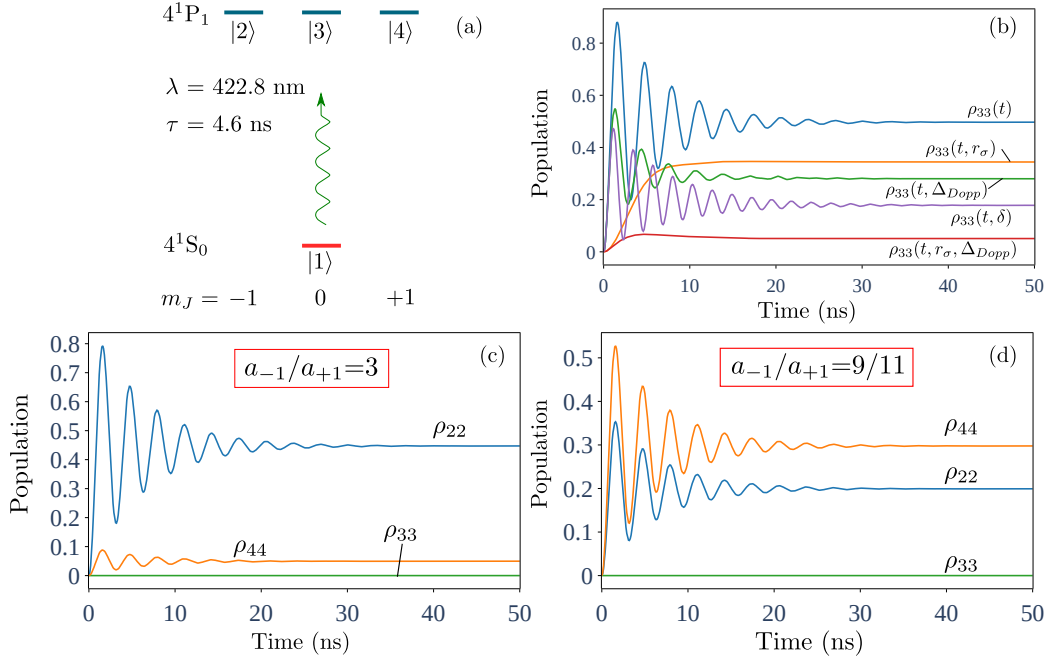 4¹P₁
|2⟩ |3⟩ |4⟩
(a)
λ = 422.8 nm
τ = 4.6 ns
4¹S₀
|1⟩
m_J = −1 0 +1
(b)
Population
0.8
0.6
0.4
0.2
0
ρ₃₃(t)
ρ₃₃(t, r_σ)
ρ₃₃(t, Δ_Dopp)
ρ₃₃(t, δ)
ρ₃₃(t, r_σ, Δ_Dopp)
0 10 20 30 40 50
Time (ns)
(c)
a₋₁/a₊₁=3
Population
0.8
0.7
0.6
0.5
0.4
0.3
0.2
0.1
0
ρ₂₂
ρ₄₄
ρ₃₃
0 10 20 30 40 50
Time (ns)
(d)
a₋₁/a₊₁=9/11
Population
0.5
0.4
0.3
0.2
0.1
0
ρ₄₄
ρ₂₂
ρ₃₃
0 10 20 30 40 50
Time (ns)